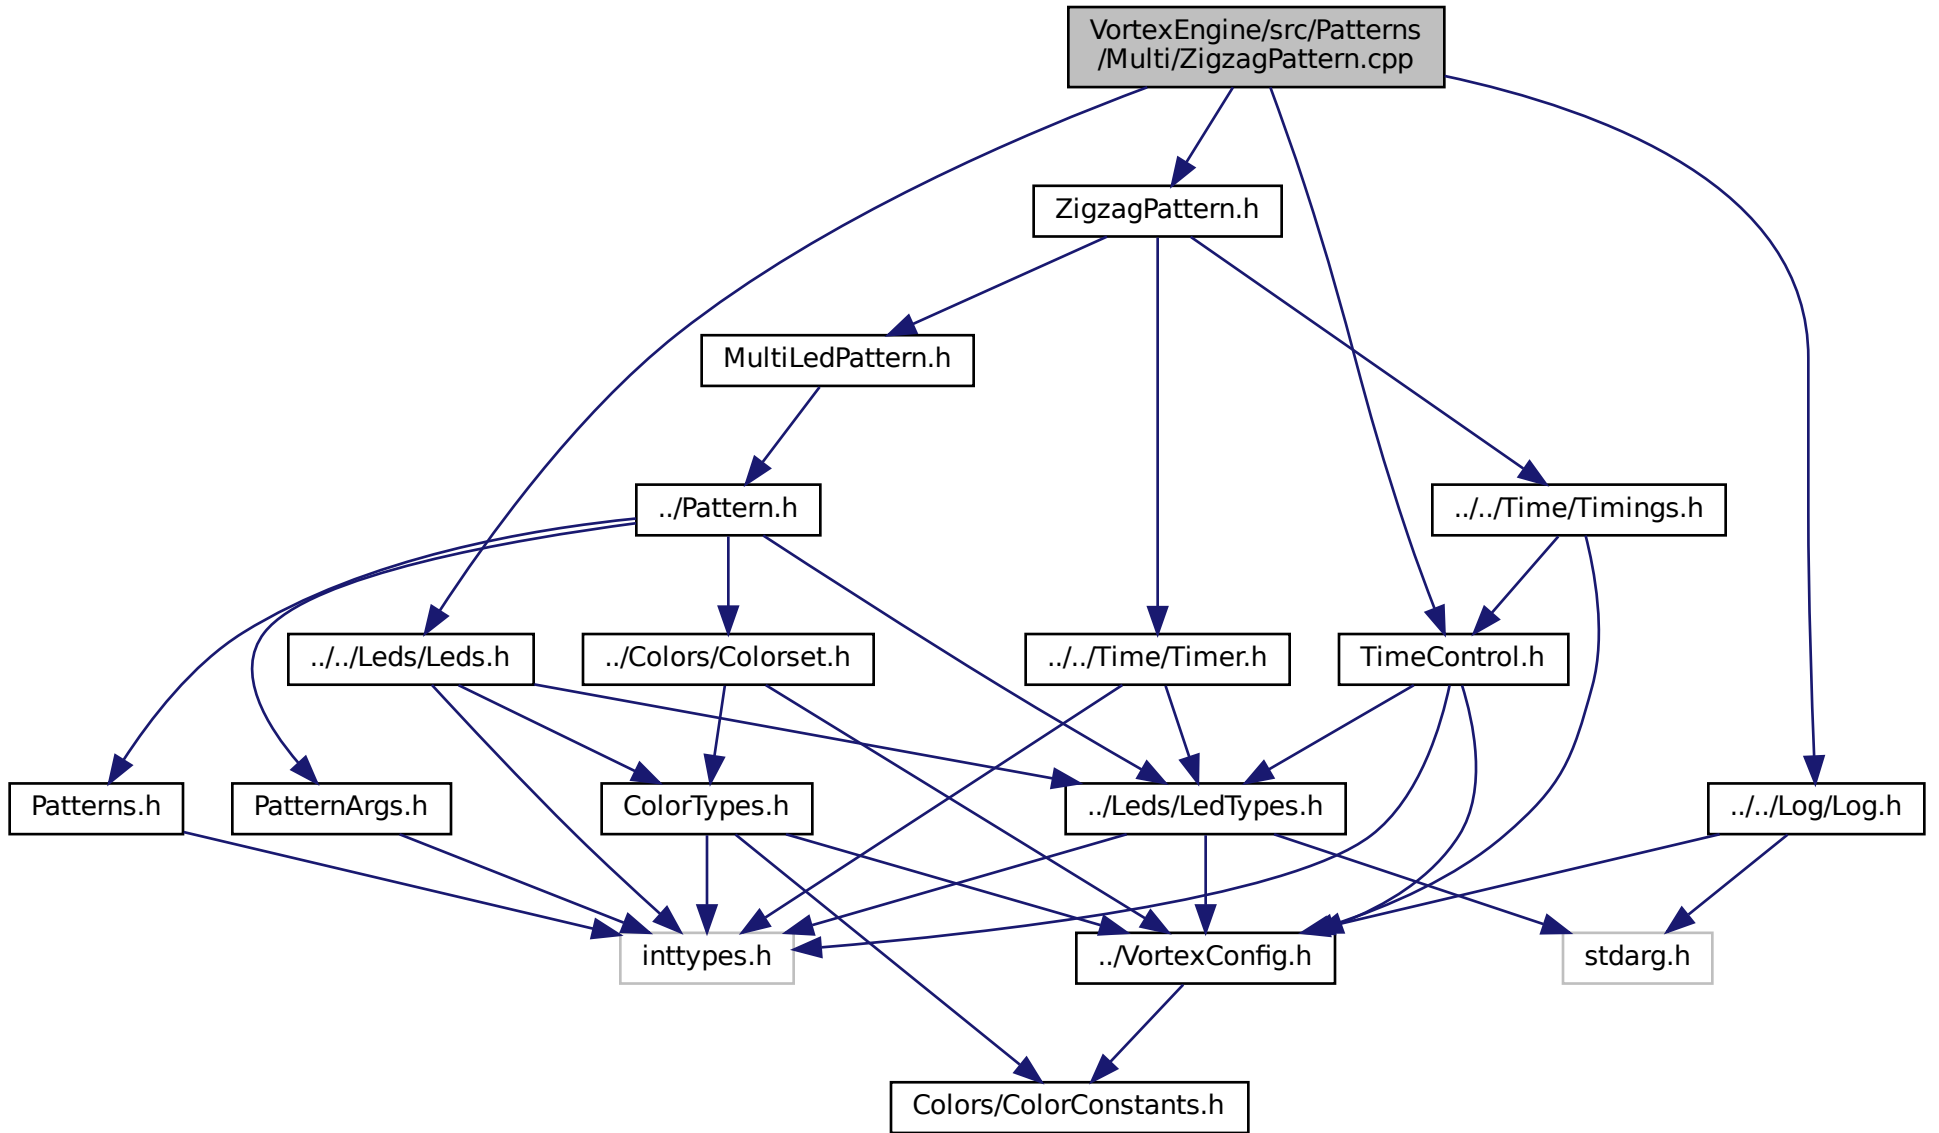 VortexEngine/src/Patterns
/Multi/ZigzagPattern.cpp
ZigzagPattern.h
MultiLedPattern.h
../Pattern.h
../../Time/Timings.h
../../Leds/Leds.h
../Colors/Colorset.h
../../Time/Timer.h
TimeControl.h
Patterns.h
PatternArgs.h
ColorTypes.h
../Leds/LedTypes.h
../../Log/Log.h
inttypes.h
../VortexConfig.h
stdarg.h
Colors/ColorConstants.h